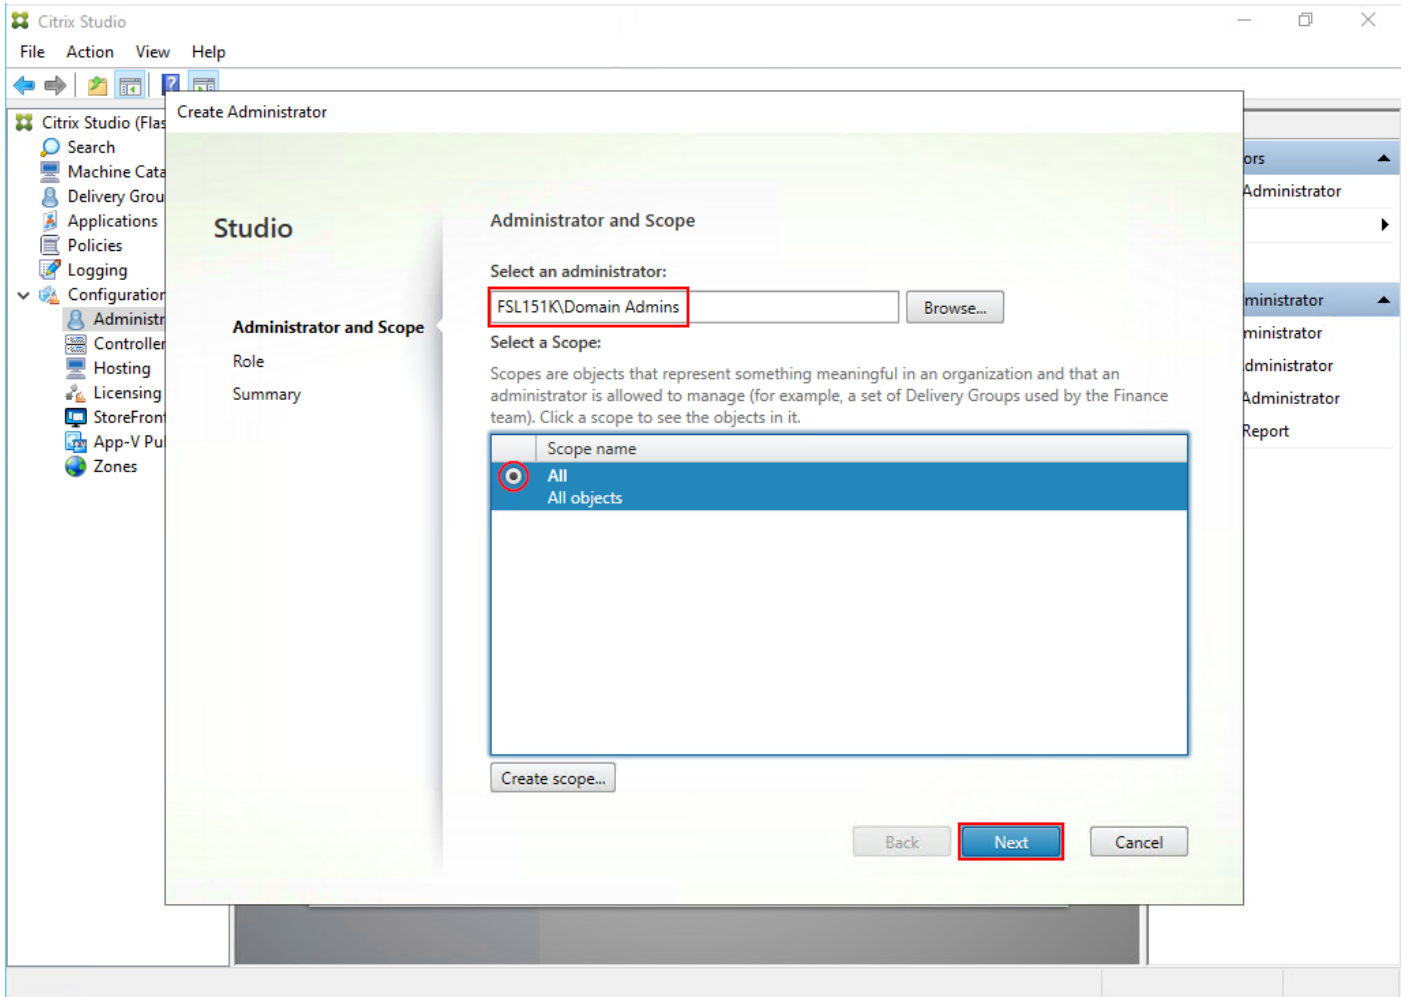 Citrix Studio
File Action View Help
Create Administrator
Citrix Studio (Flas
Search
Machine Cata
Delivery Grou
Applications
Policies
Logging
Configuration
Administr
Controller
Hosting
Licensing
StoreFront
App-V Pu
Zones
Studio
Administrator and Scope
Role
Summary
Administrator and Scope
Select an administrator:
FSL151K\Domain Admins
Browse...
Select a Scope:
Scopes are objects that represent something meaningful in an organization and that an
administrator is allowed to manage (for example, a set of Delivery Groups used by the Finance
team). Click a scope to see the objects in it.
Scope name
All
All objects
Create scope...
Back Next Cancel
ors
Administrator
ministrator
ministrator
dministrator
Administrator
Report